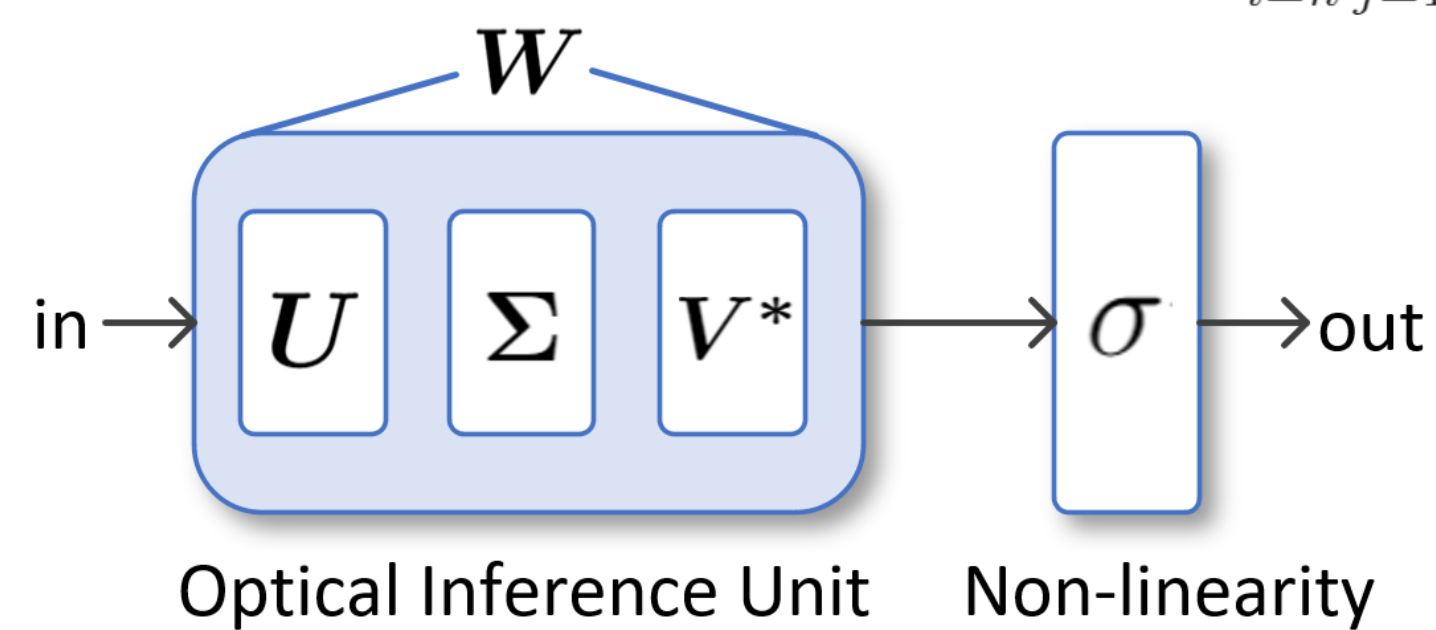 W
in U Σ V* σ out
Optical Inference Unit Non-linearity